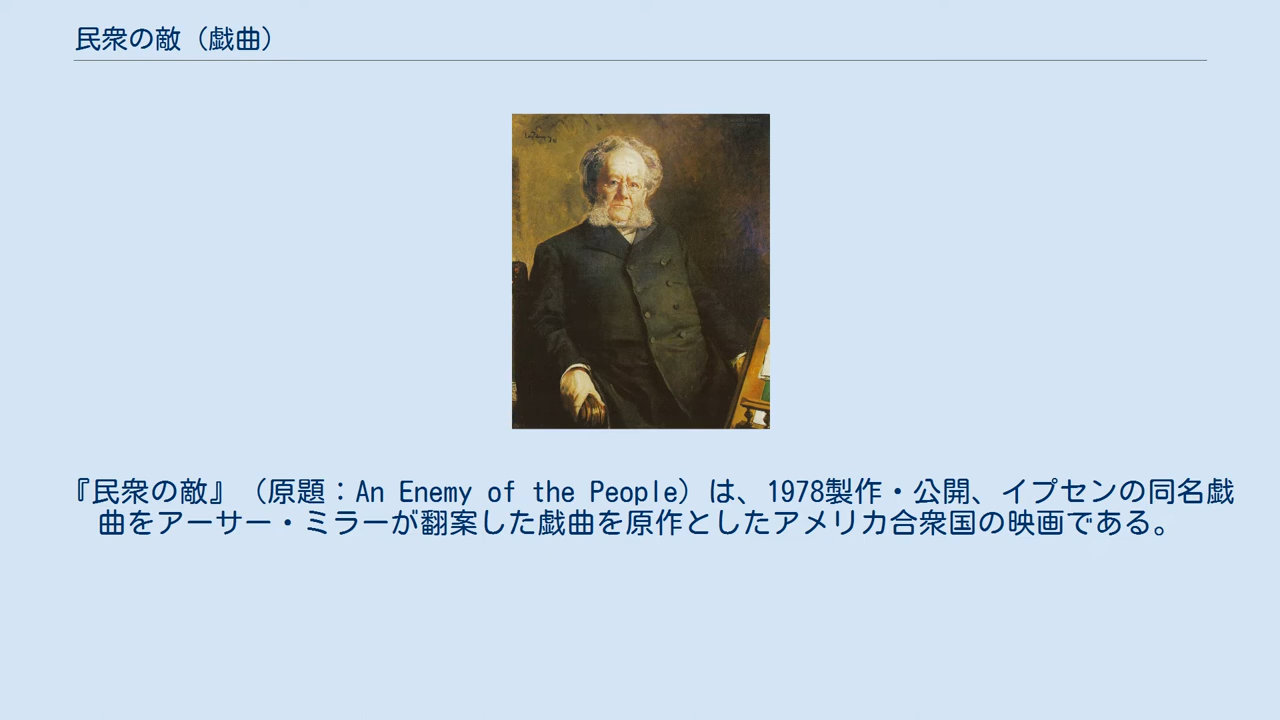 民衆の敵（戯曲）
『民衆の敵』（原題：An Enemy of the People）は、1978製作・公開、イプセンの同名戯
曲をアーサー・ミラーが翻案した戯曲を原作としたアメリカ合衆国の映画である。